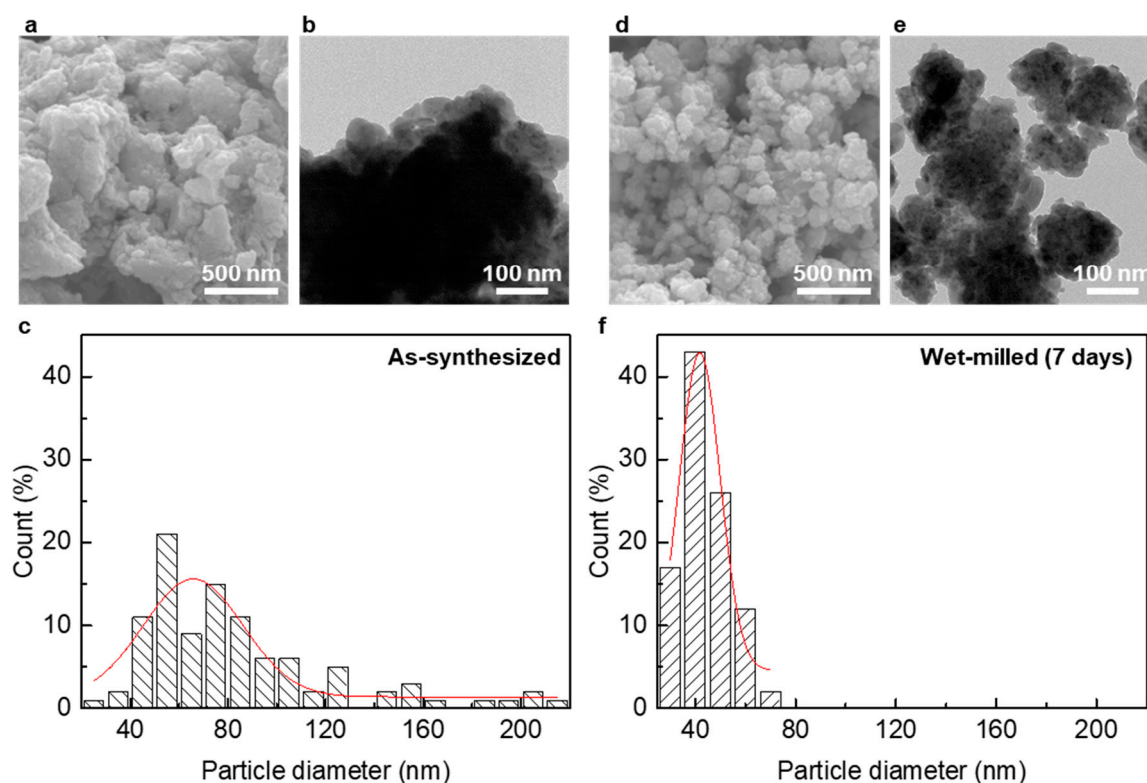 a b d e
500 nm 100 nm 500 nm 100 nm
c f
As-synthesized Wet-milled (7 days)
Count (%)
40
30
20
10
0
40 80 120 160 200
Particle diameter (nm)
Count (%)
40
30
20
10
0
40 80 120 160 200
Particle diameter (nm)